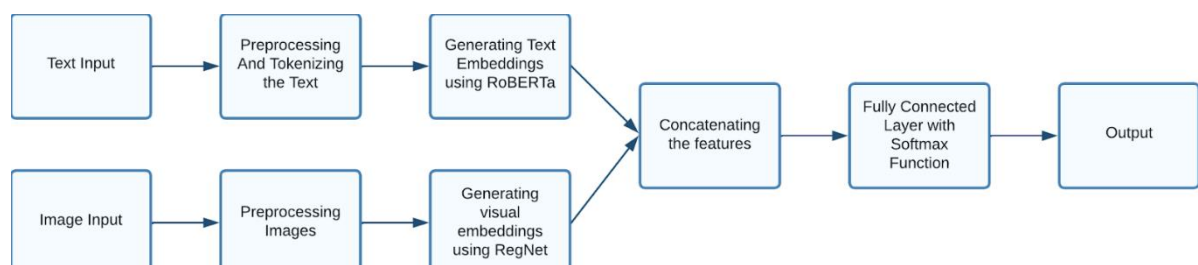 Text Input
Preprocessing
And Tokenizing
the Text
Generating Text
Embeddings
using RoBERTa
Image Input
Preprocessing
Images
Generating
visual
embeddings
using RegNet
Concatenating
the features
Fully Connected
Layer with
Softmax
Function
Output